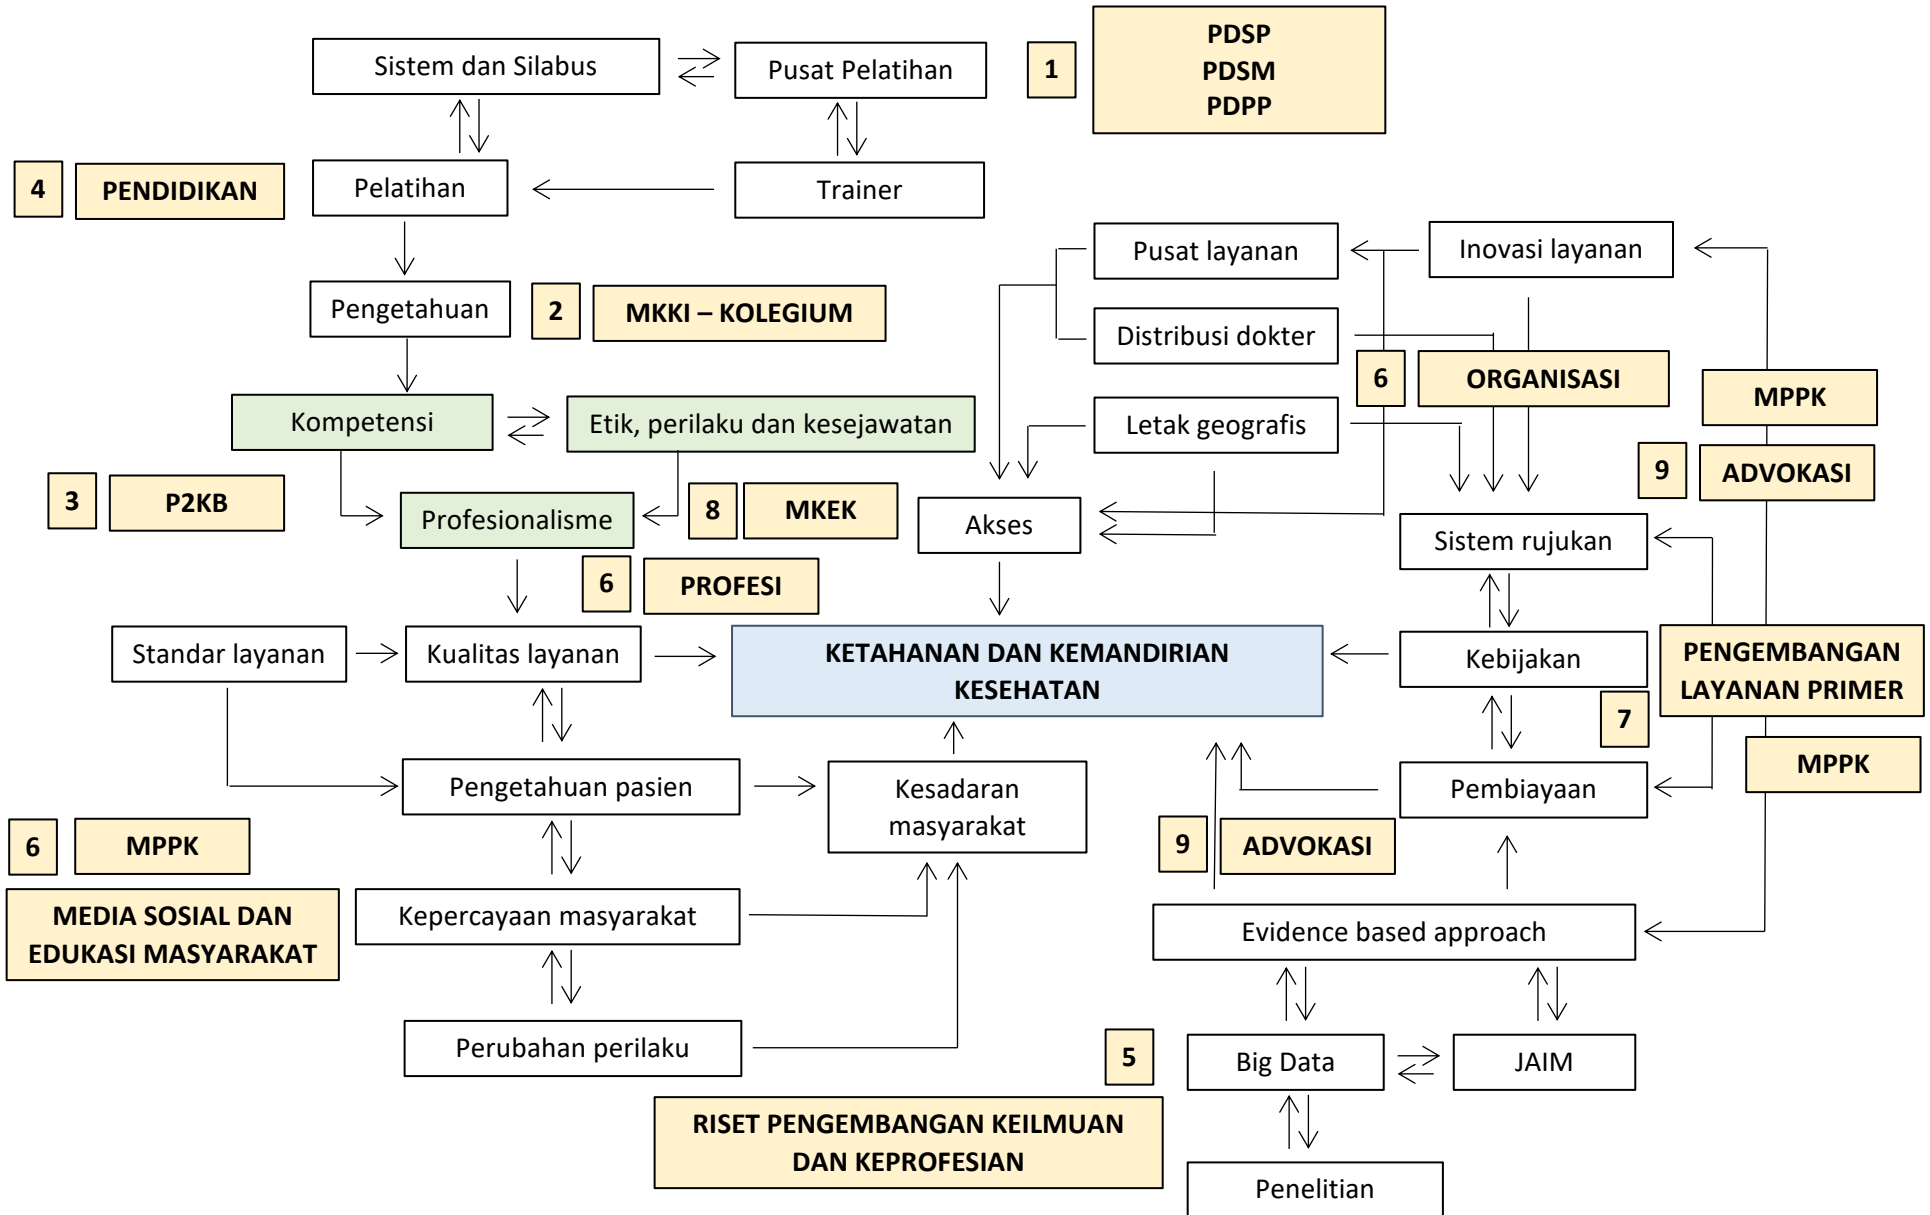 PDSP
PDSM
PDPP
1
Sistem dan Silabus
Pusat Pelatihan
4
PENDIDIKAN
Pelatihan
Trainer
Pusat layanan
Inovasi layanan
Pengetahuan
2
MKKI – KOLEGIUM
Distribusi dokter
6
ORGANISASI
MPPK
Kompetensi
Etik, perilaku dan kesejawatan
Letak geografis
9
ADVOKASI
3
P2KB
Profesionalisme
8
MKEK
Akses
Sistem rujukan
6
PROFESI
Standar layanan
Kualitas layanan
KETAHANAN DAN KEMANDIRIAN
KESEHATAN
Kebijakan
PENGEMBANGAN
LAYANAN PRIMER
7
MPPK
Pengetahuan pasien
Kesadaran
masyarakat
Pembiayaan
6
MPPK
9
ADVOKASI
MEDIA SOSIAL DAN
EDUKASI MASYARAKAT
Kepercayaan masyarakat
Evidence based approach
Perubahan perilaku
5
Big Data
JAIM
RISET PENGEMBANGAN KEILMUAN
DAN KEPROFESIAN
Penelitian